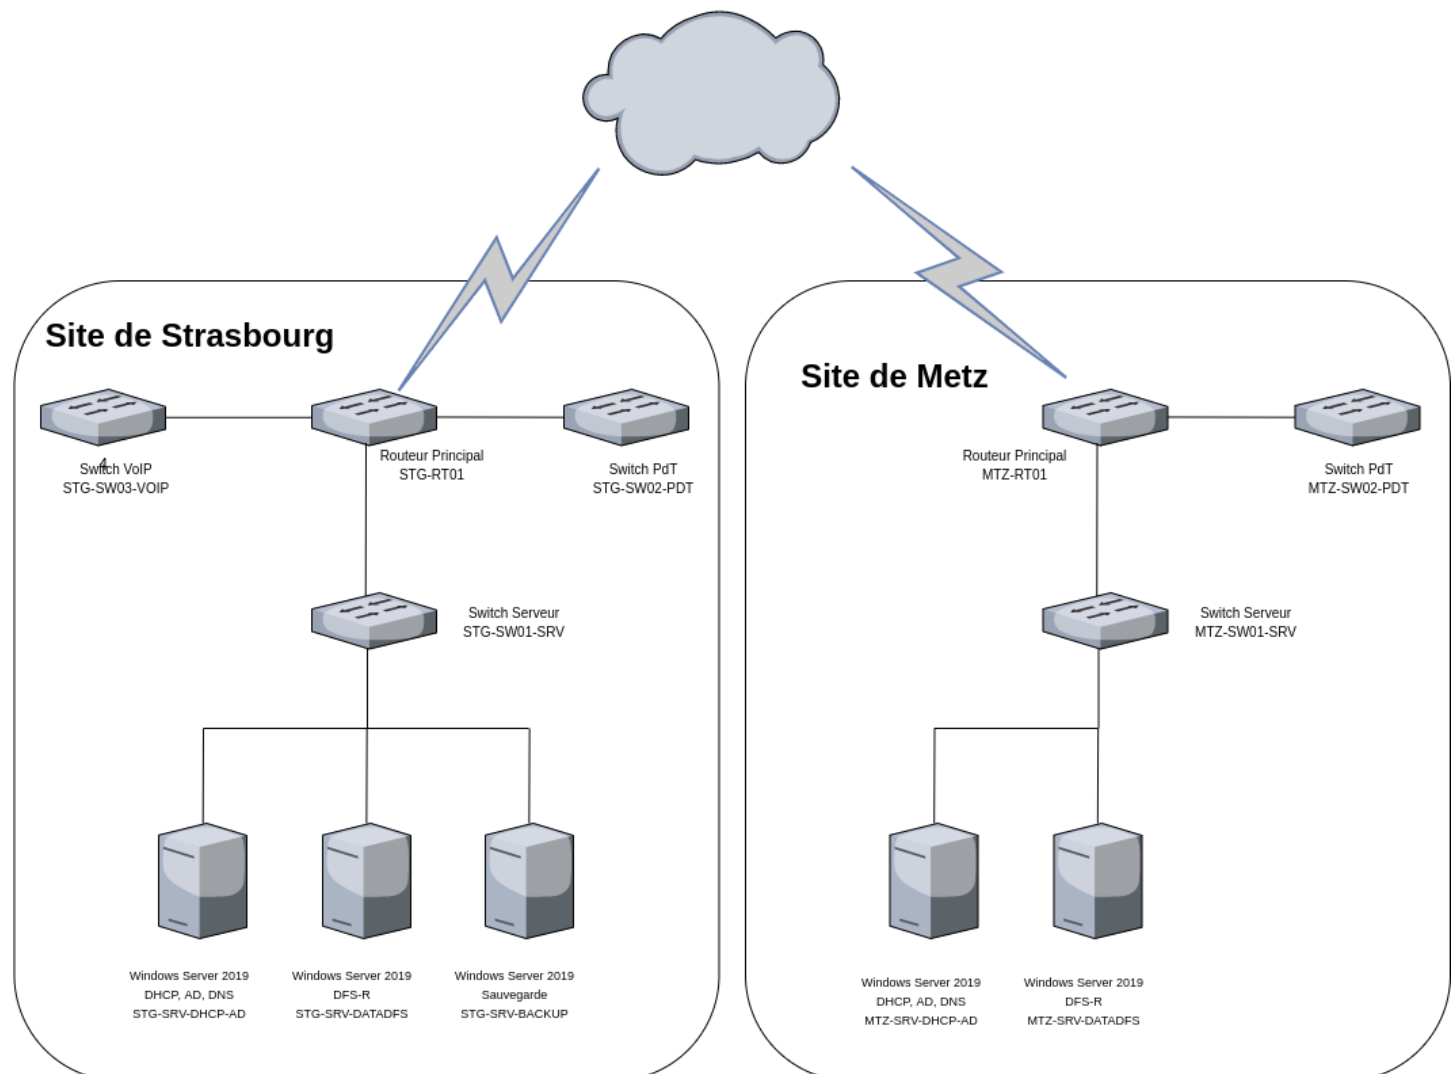 Site de Strasbourg
Site de Metz
4
Switch VoIP
STG-SW03-VOIP
Routeur Principal
STG-RT01
Switch PdT
STG-SW02-PDT
Routeur Principal
MTZ-RT01
Switch PdT
MTZ-SW02-PDT
Switch Serveur
STG-SW01-SRV
Switch Serveur
MTZ-SW01-SRV
Windows Server 2019
DHCP, AD, DNS
STG-SRV-DHCP-AD
Windows Server 2019
DFS-R
STG-SRV-DATADFS
Windows Server 2019
Sauvegarde
STG-SRV-BACKUP
Windows Server 2019
DHCP, AD, DNS
MTZ-SRV-DHCP-AD
Windows Server 2019
DFS-R
MTZ-SRV-DATADFS